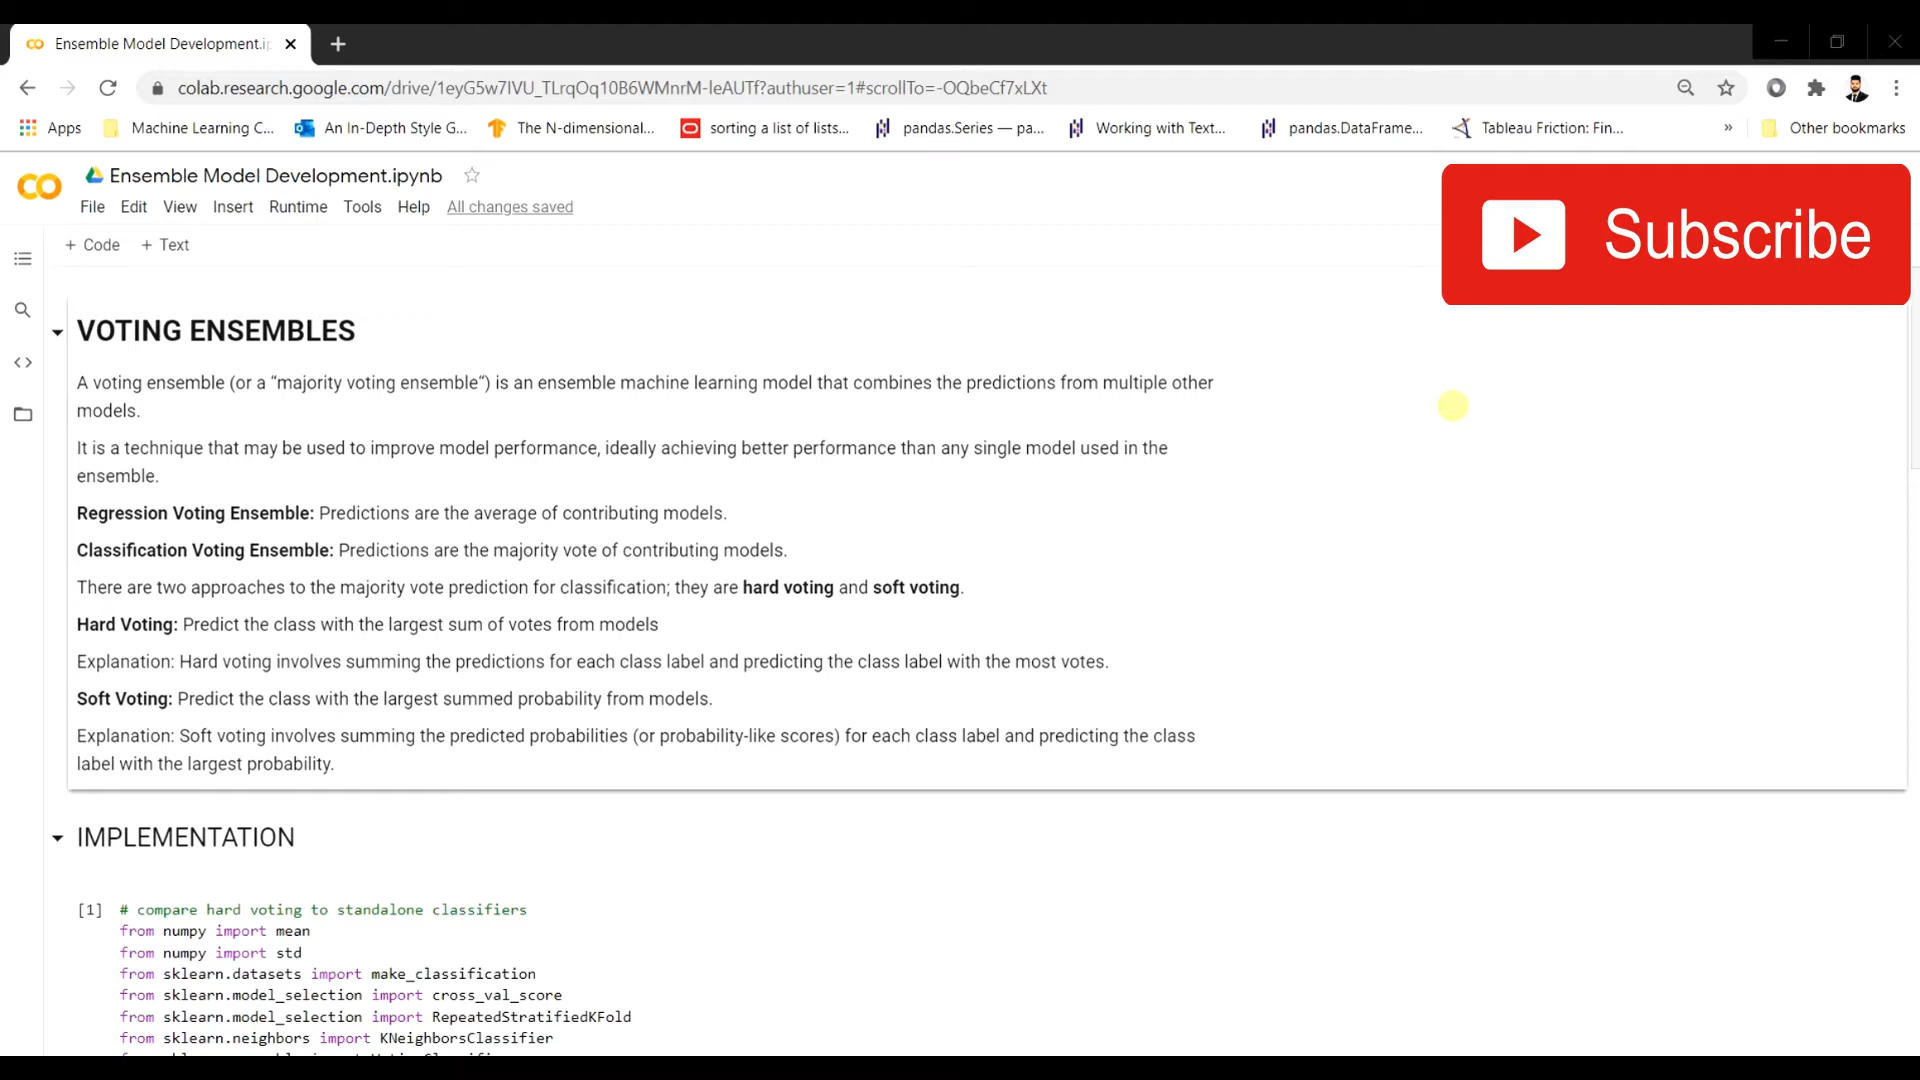 Ensemble Model Development.ip
colab.research.google.com/drive/1eyG5w7IVU_TLrqOq10B6WMnrM-leAUTf?authuser=1#scrollTo=-OQbeCf7xLXt
Apps Machine Learning C... An In-Depth Style G... The N-dimensional... sorting a list of lists... pandas.Series — pa... Working with Text... pandas.DataFrame... Tableau Friction: Fin... » Other bookmarks
Ensemble Model Development.ipynb
File Edit View Insert Runtime Tools Help All changes saved
Subscribe
+ Code + Text
VOTING ENSEMBLES
A voting ensemble (or a “majority voting ensemble“) is an ensemble machine learning model that combines the predictions from multiple other
models.
It is a technique that may be used to improve model performance, ideally achieving better performance than any single model used in the
ensemble.
Regression Voting Ensemble: Predictions are the average of contributing models.
Classification Voting Ensemble: Predictions are the majority vote of contributing models.
There are two approaches to the majority vote prediction for classification; they are hard voting and soft voting.
Hard Voting: Predict the class with the largest sum of votes from models
Explanation: Hard voting involves summing the predictions for each class label and predicting the class label with the most votes.
Soft Voting: Predict the class with the largest summed probability from models.
Explanation: Soft voting involves summing the predicted probabilities (or probability-like scores) for each class label and predicting the class
label with the largest probability.
IMPLEMENTATION
[1] # compare hard voting to standalone classifiers
from numpy import mean
from numpy import std
from sklearn.datasets import make_classification
from sklearn.model_selection import cross_val_score
from sklearn.model_selection import RepeatedStratifiedKFold
from sklearn.neighbors import KNeighborsClassifier